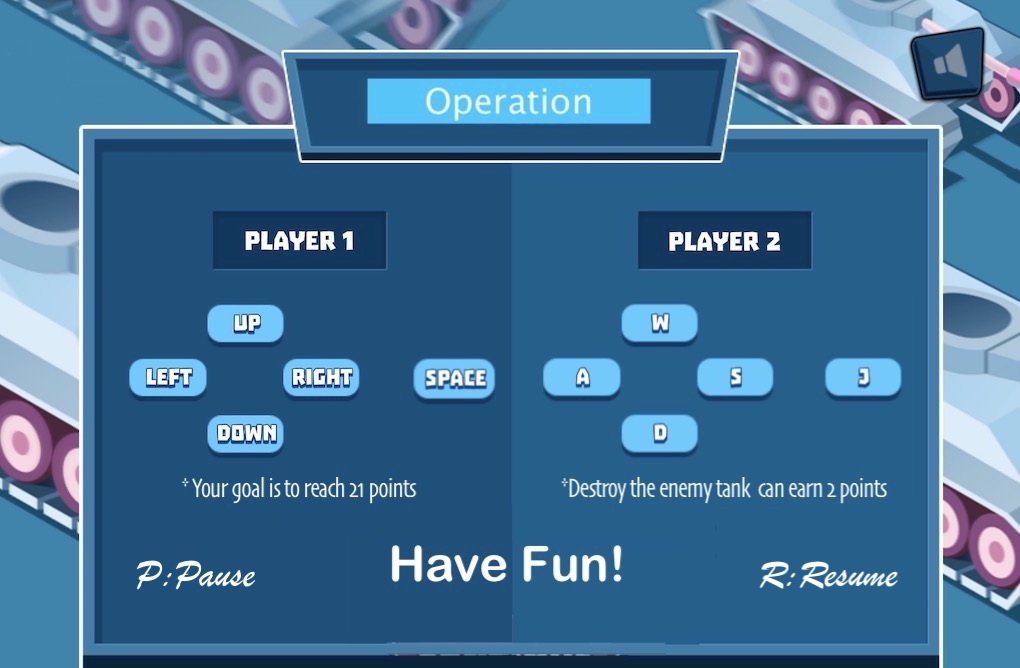 Operation
PLAYER 1
PLAYER 2
UP
W
LEFT
RIGHT
SPACE
A
S
J
DOWN
D
† Your goal is to reach 21 points
†Destroy the enemy tank can earn 2 points
P:Pause
Have Fun!
R:Resume